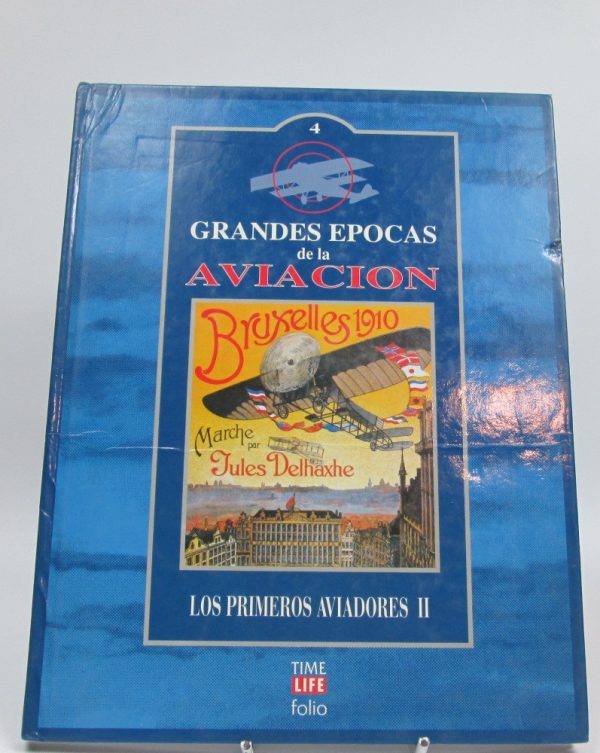 4
GRANDES EPOCAS
de la
AVIACION
Bruxelles 1910
Marche
par
Jules Delhaxhe
LOS PRIMEROS AVIADORES II
TIME
LIFE
folio